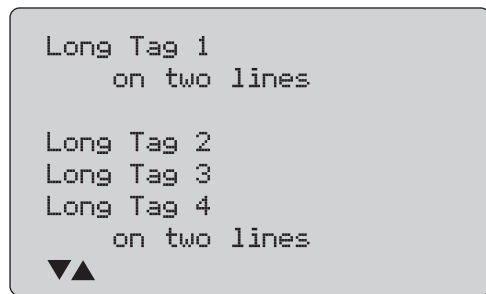 Long Tag 1
on two lines
Long Tag 2
Long Tag 3
Long Tag 4
on two lines
▼▲